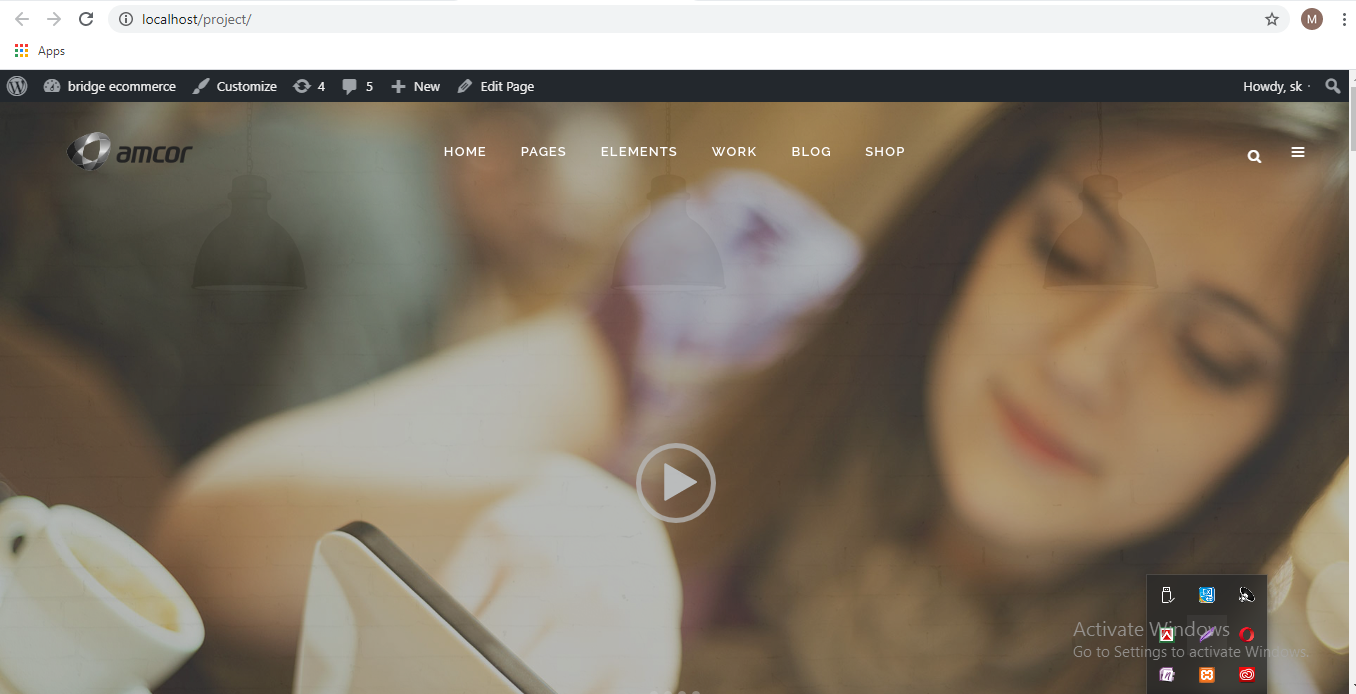 localhost/project/
M
Apps
bridge ecommerce
Customize
4
5
New
Edit Page
Howdy, sk
amcor
HOME
PAGES
ELEMENTS
WORK
BLOG
SHOP
Activate Windows
Go to Settings to activate Windows.